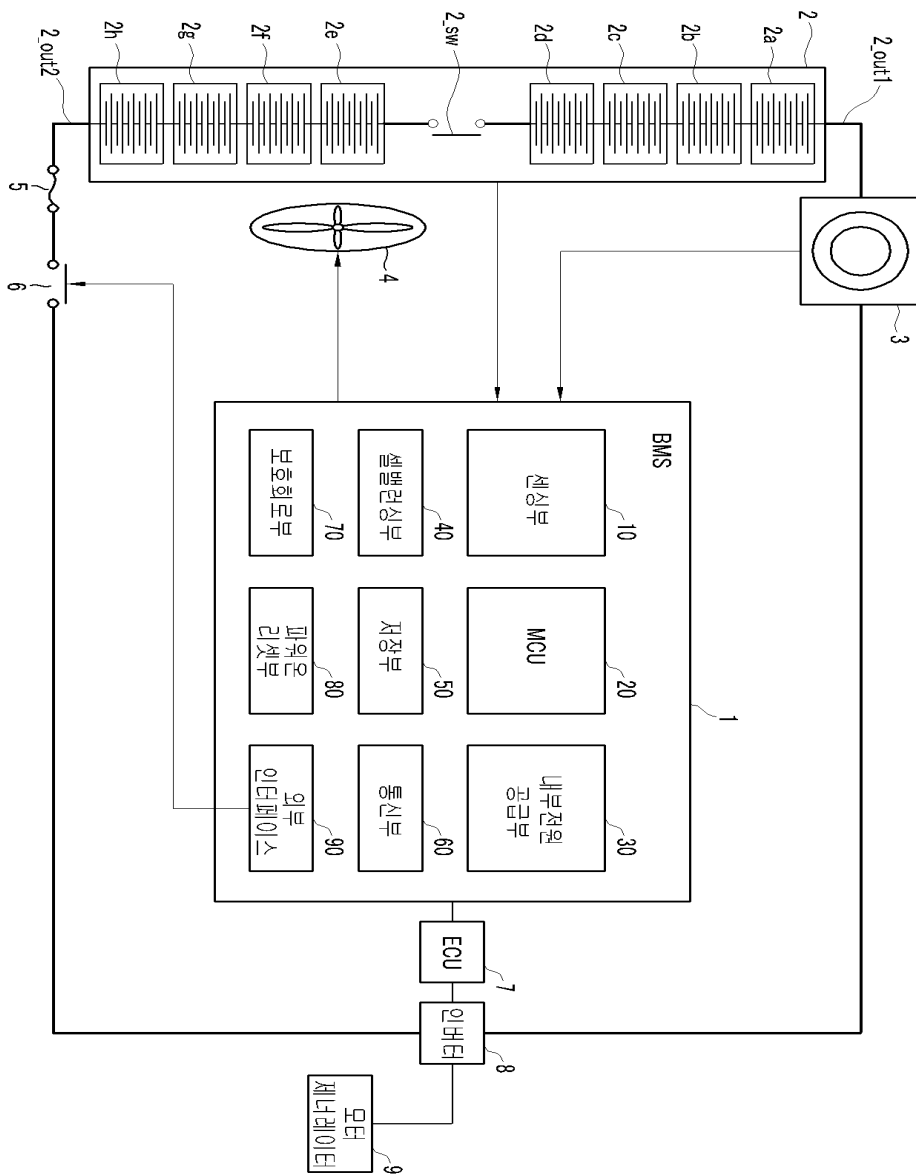 3
2_out1
2
2a
2b
2c
2d
2_sw
2e
2f
2g
2h
2_out2
4
5
6
1
BMS
10
센싱부
20
MCU
30
내부전원
공급부
40
셀밸런싱부
50
저장부
60
통신부
70
보호회로부
80
파워온
리셋부
90
외부
인터페이스
ECU
7
인버터
8
모터
제너레이터
9